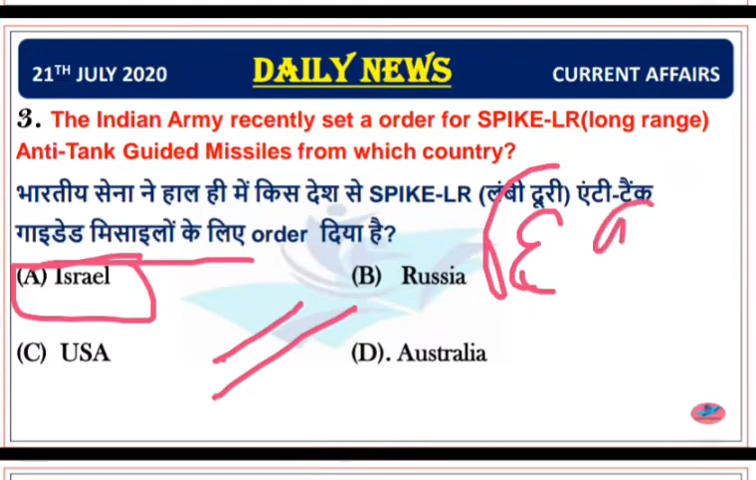 21TH JULY 2020 DAILY NEWS CURRENT AFFAIRS
3. The Indian Army recently set a order for SPIKE-LR(long range)
Anti-Tank Guided Missiles from which country?
भारतीय सेना ने हाल ही में किस देश से SPIKE-LR (लंबी दूरी) एंटी-टैंक
गाइडेड मिसाइलों के लिए order दिया है?
(A) Israel (B) Russia
(C) USA (D). Australia